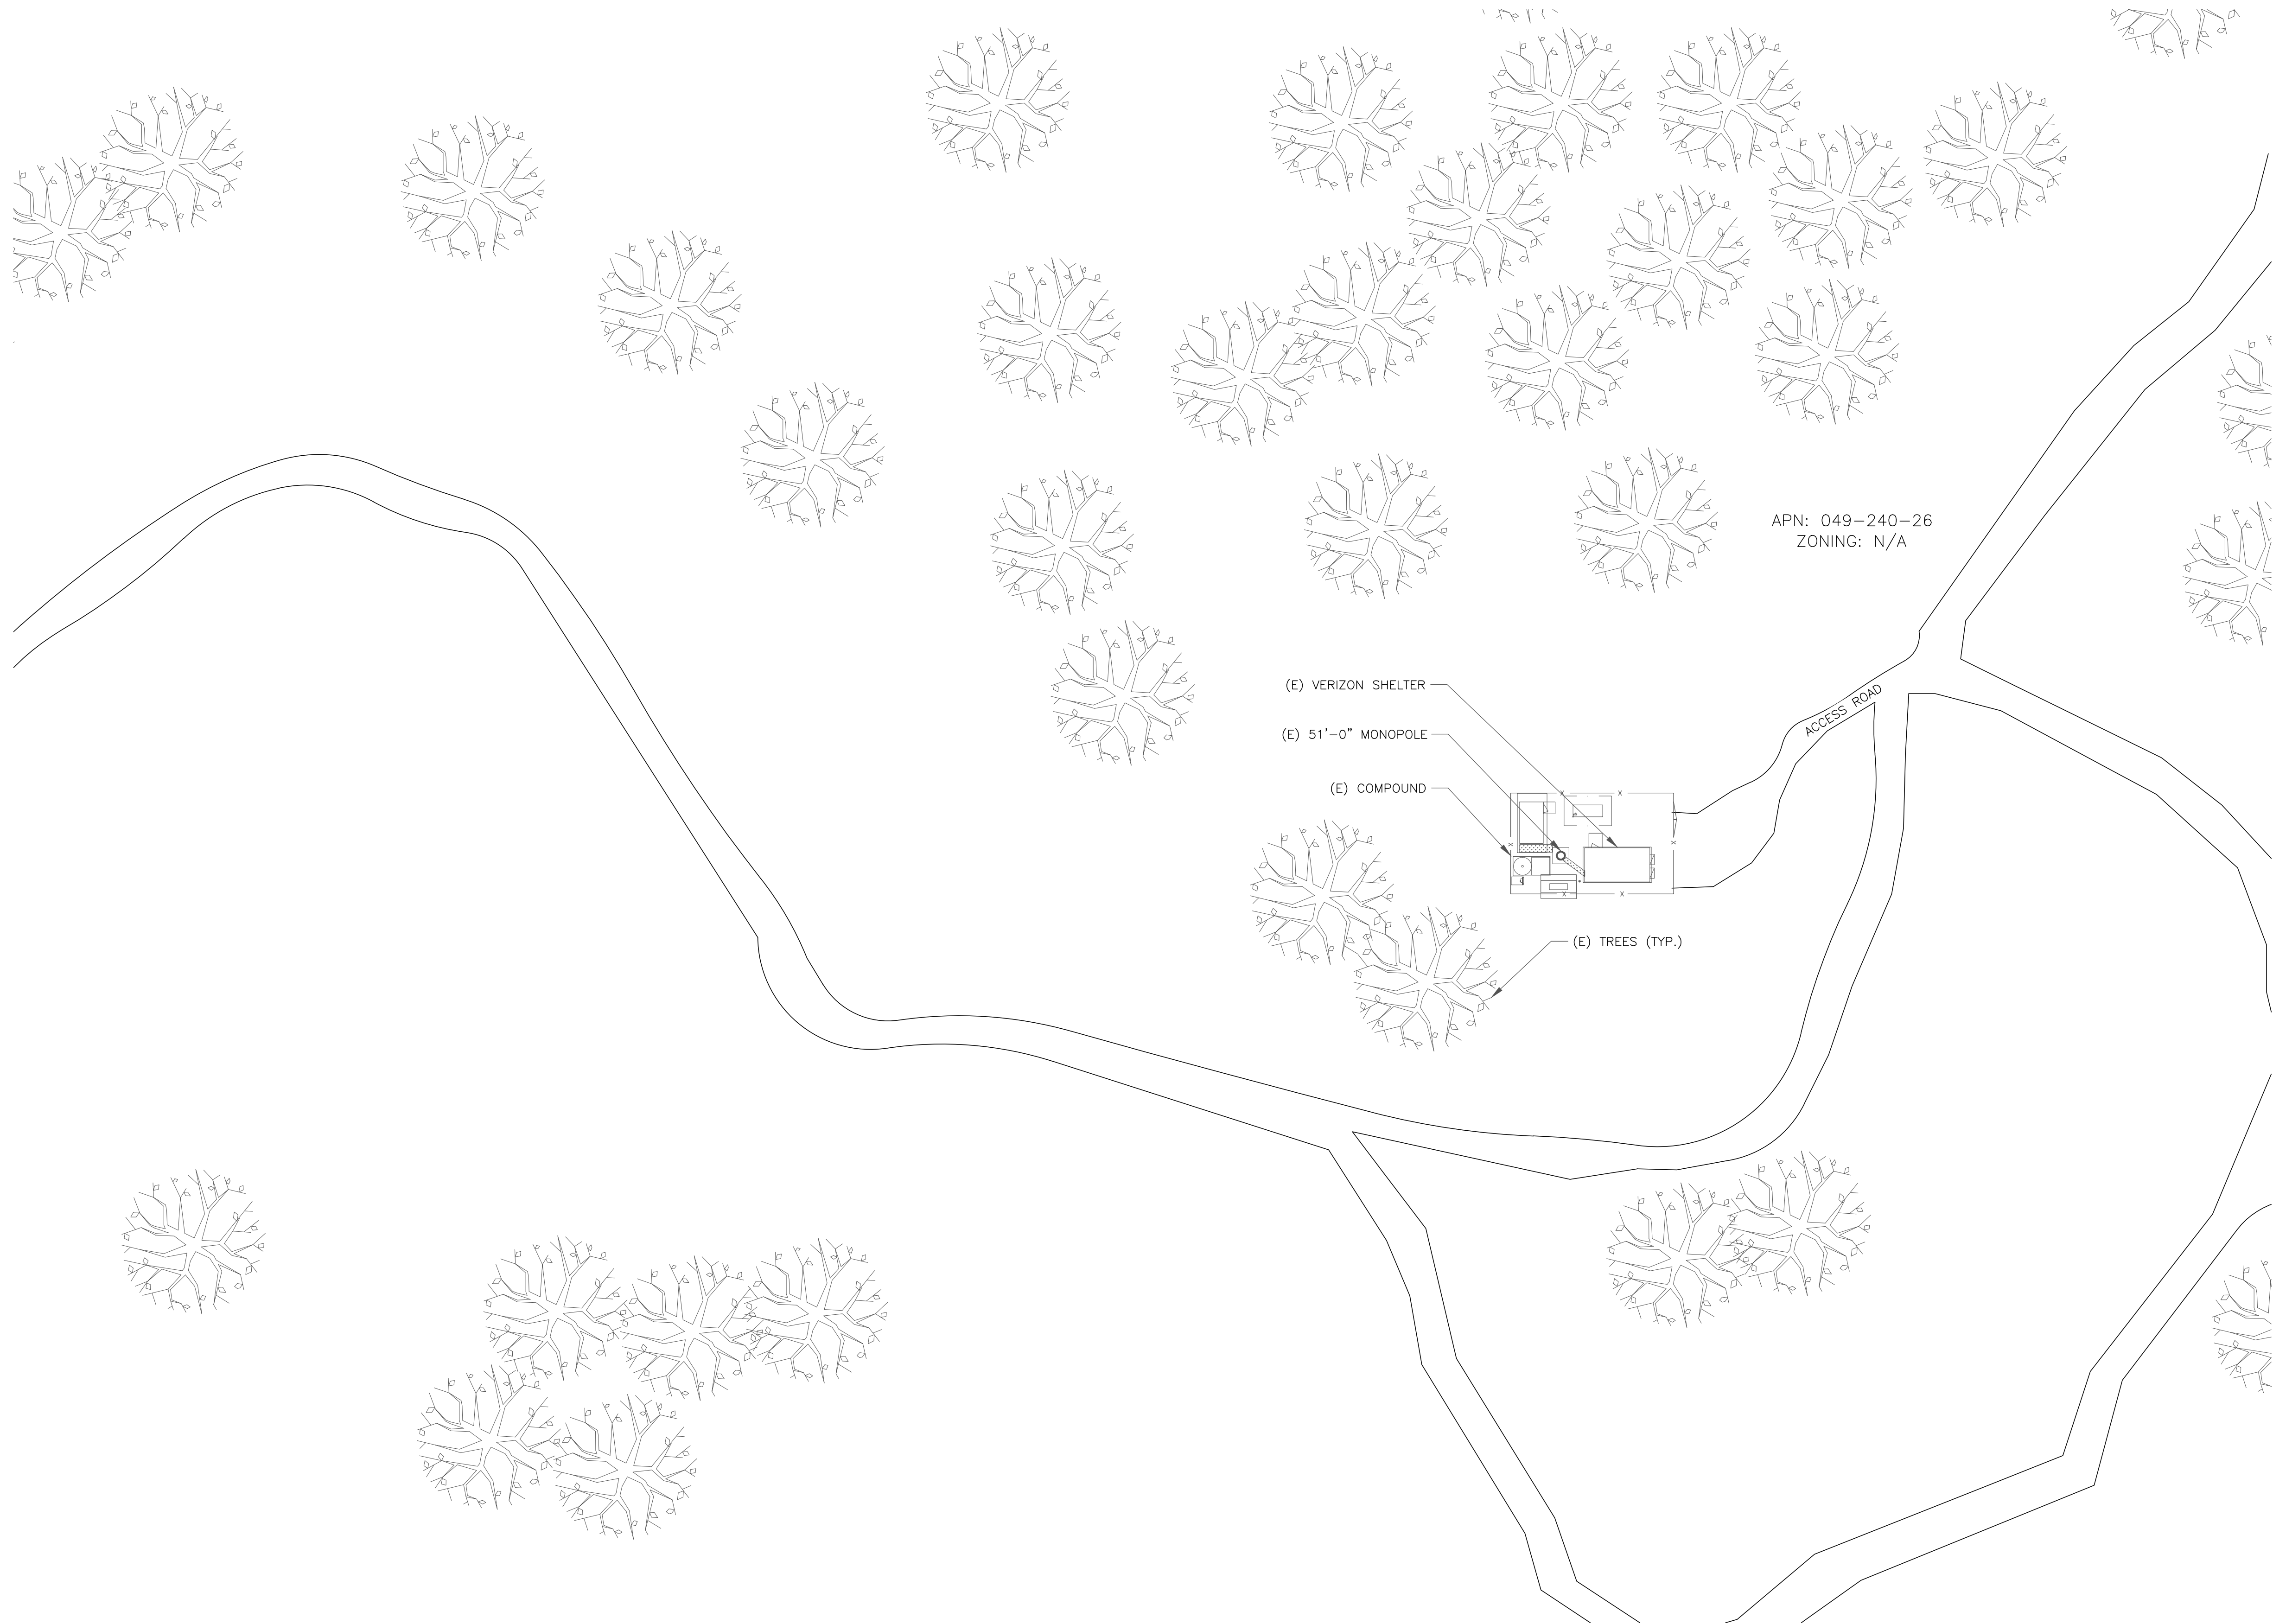 APN: 049-240-26
ZONING: N/A
(E) VERIZON SHELTER
ACCESS ROAD
(E) 51'-0" MONOPOLE
(E) COMPOUND
(E) TREES (TYP.)